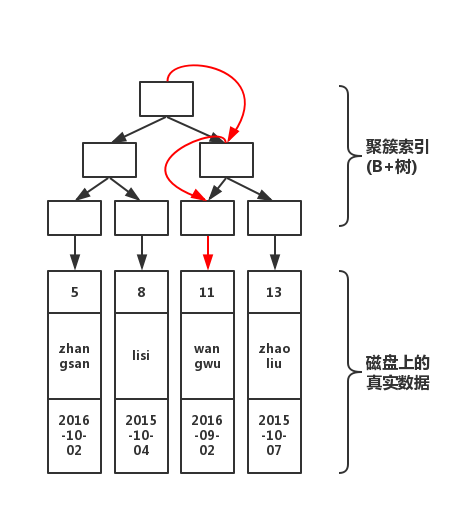 聚簇索引
(B+树)
5
8
11
13
zhan
gsan
lisi
wan
gwu
zhao
liu
磁盘上的
真实数据
2016
-10-
02
2015
-10-
04
2016
-09-
02
2015
-10-
07